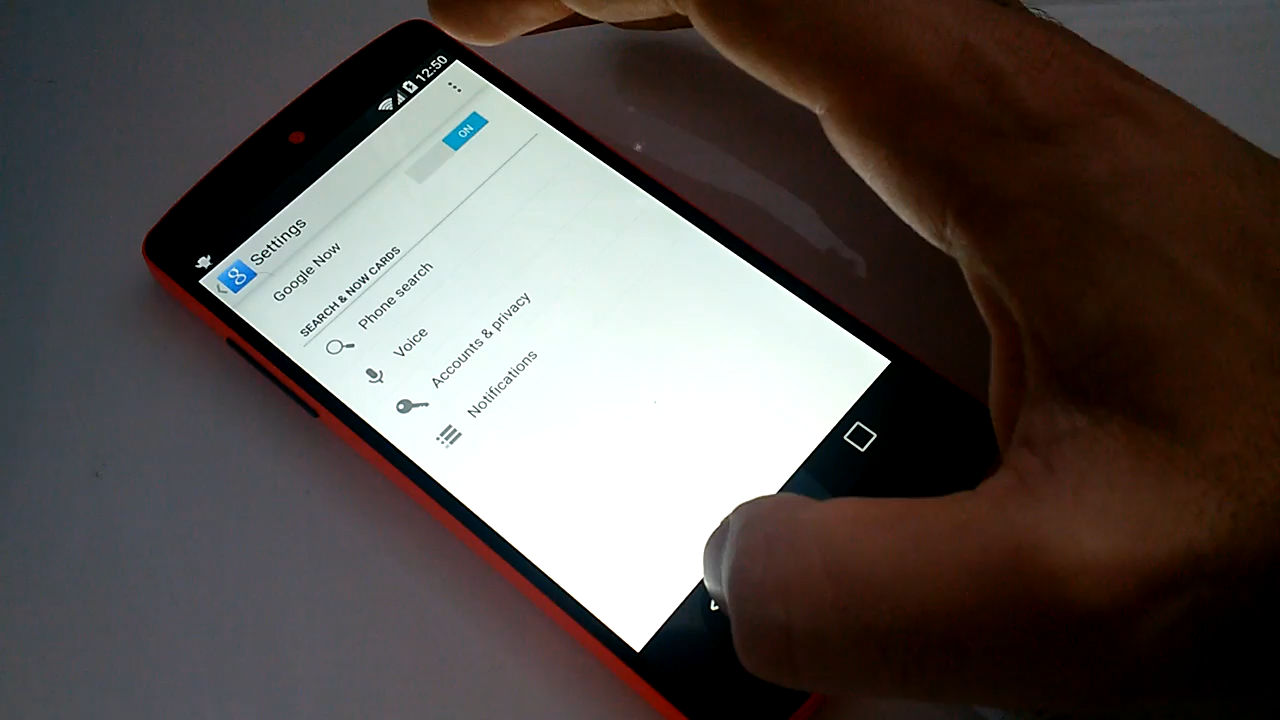 12:50
Settings
Google Now
ON
SEARCH & NOW CARDS
Phone search
Voice
Accounts & privacy
Notifications